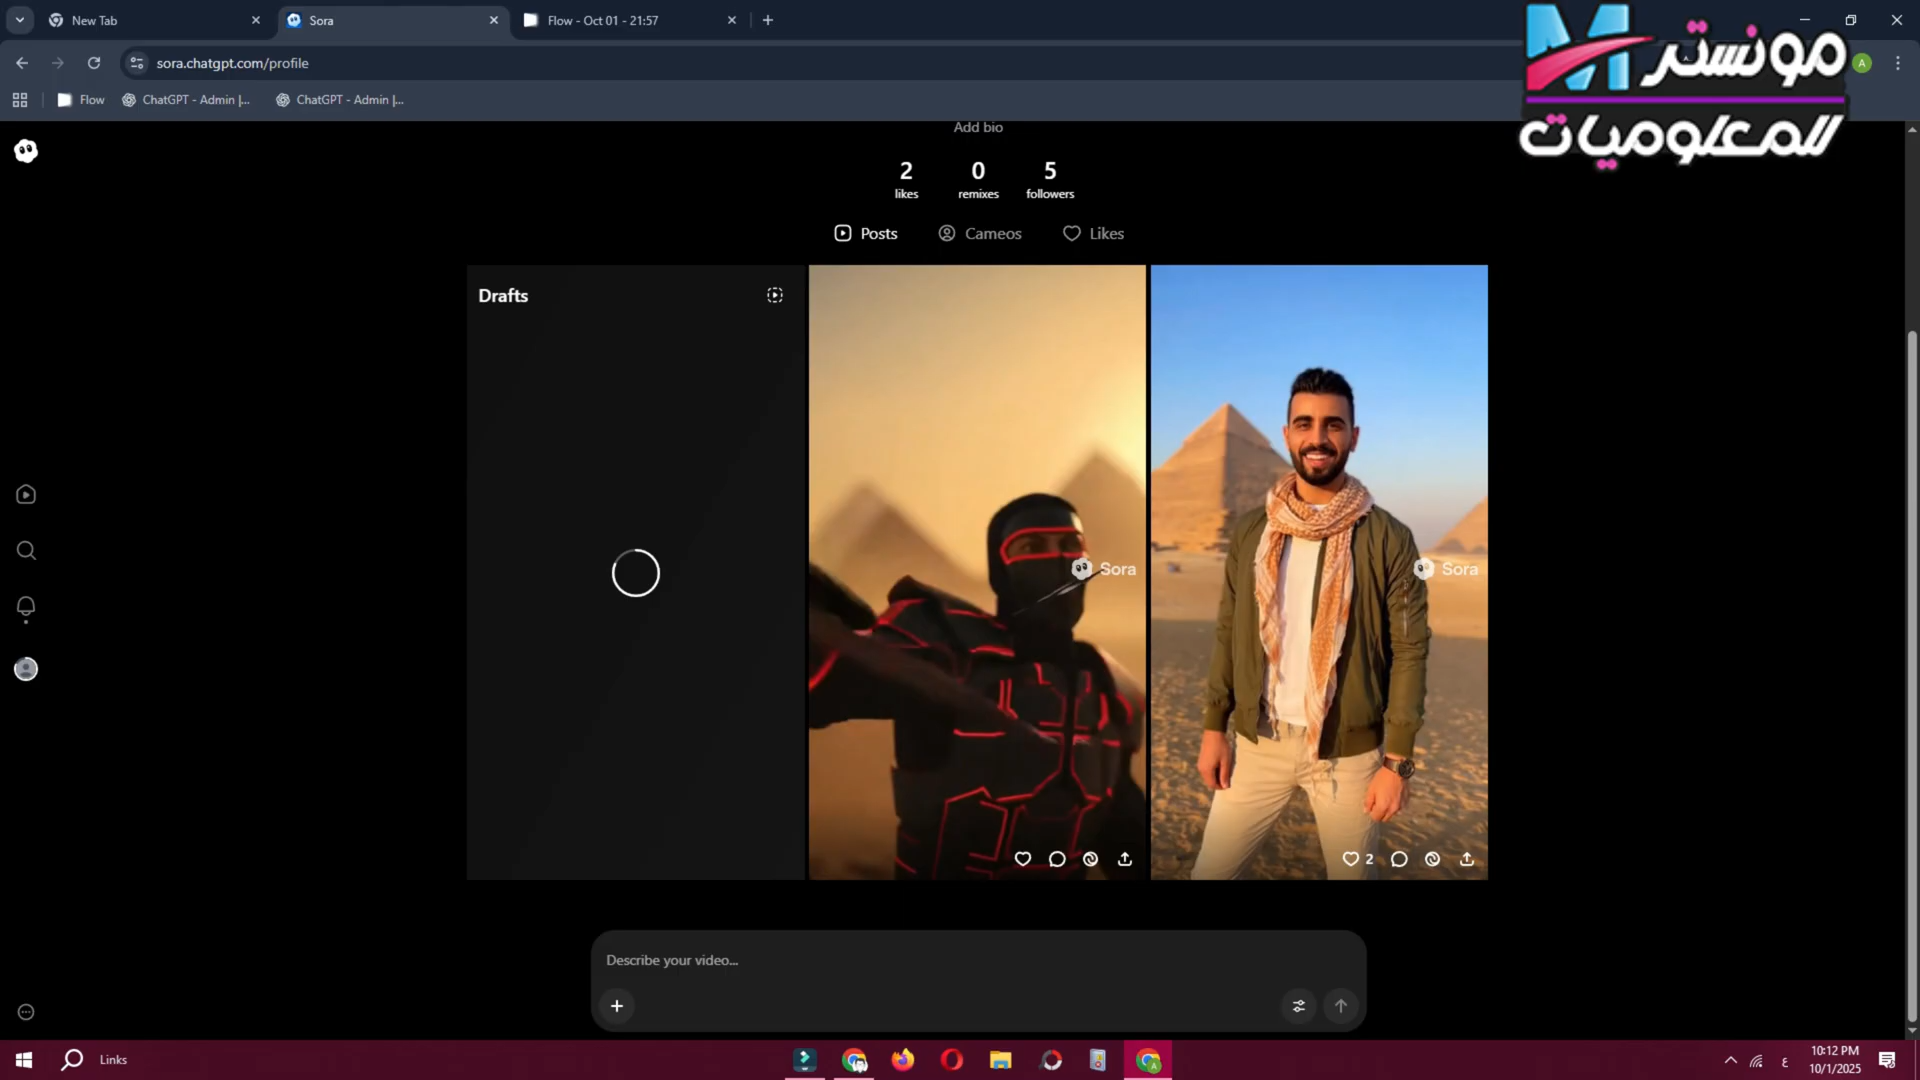 New Tab
Sora
Flow - Oct 01 - 21:57
sora.chatgpt.com/profile
Flow
ChatGPT - Admin |...
ChatGPT - Admin |...
A
مونستر
للمعلوميات
Add bio
2
0
5
likes
remixes
followers
Posts
Cameos
Likes
Drafts
Sora
Sora
2
Describe your video...
Links
ع
10:12 PM
10/1/2025